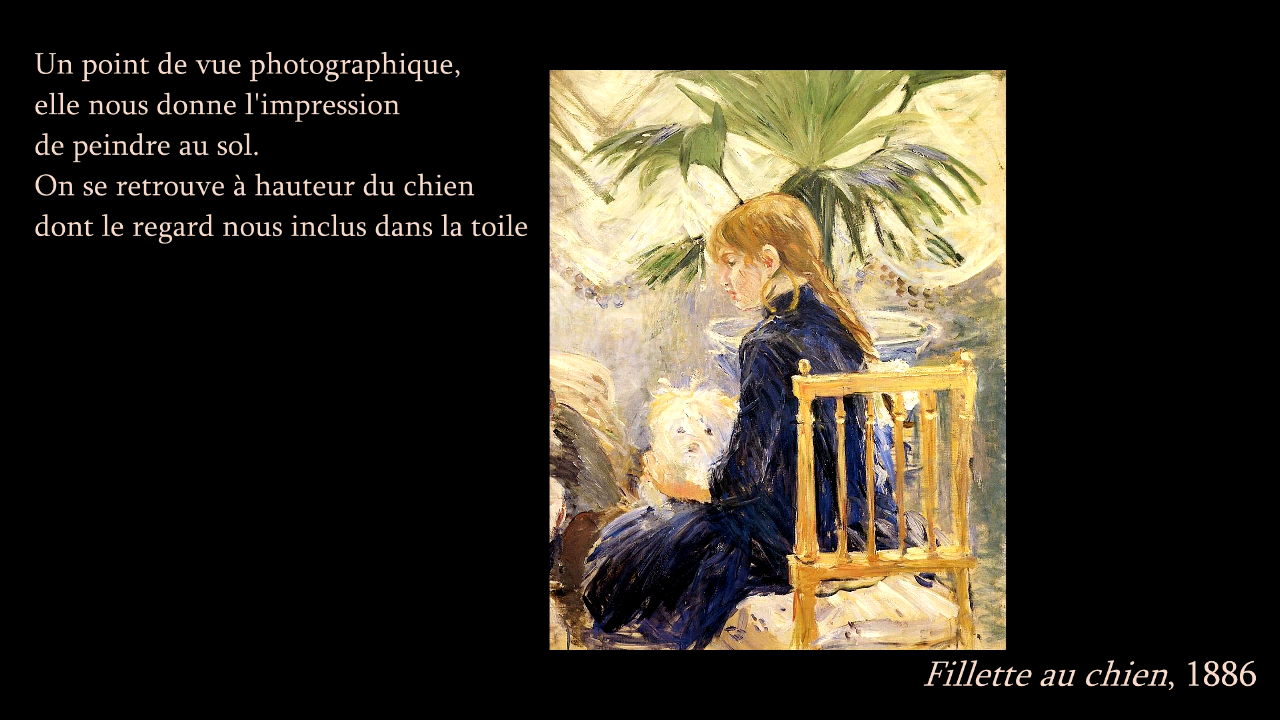 Un point de vue photographique,
elle nous donne l'impression
de peindre au sol.
On se retrouve à hauteur du chien
dont le regard nous inclus dans la toile
Fillette au chien, 1886